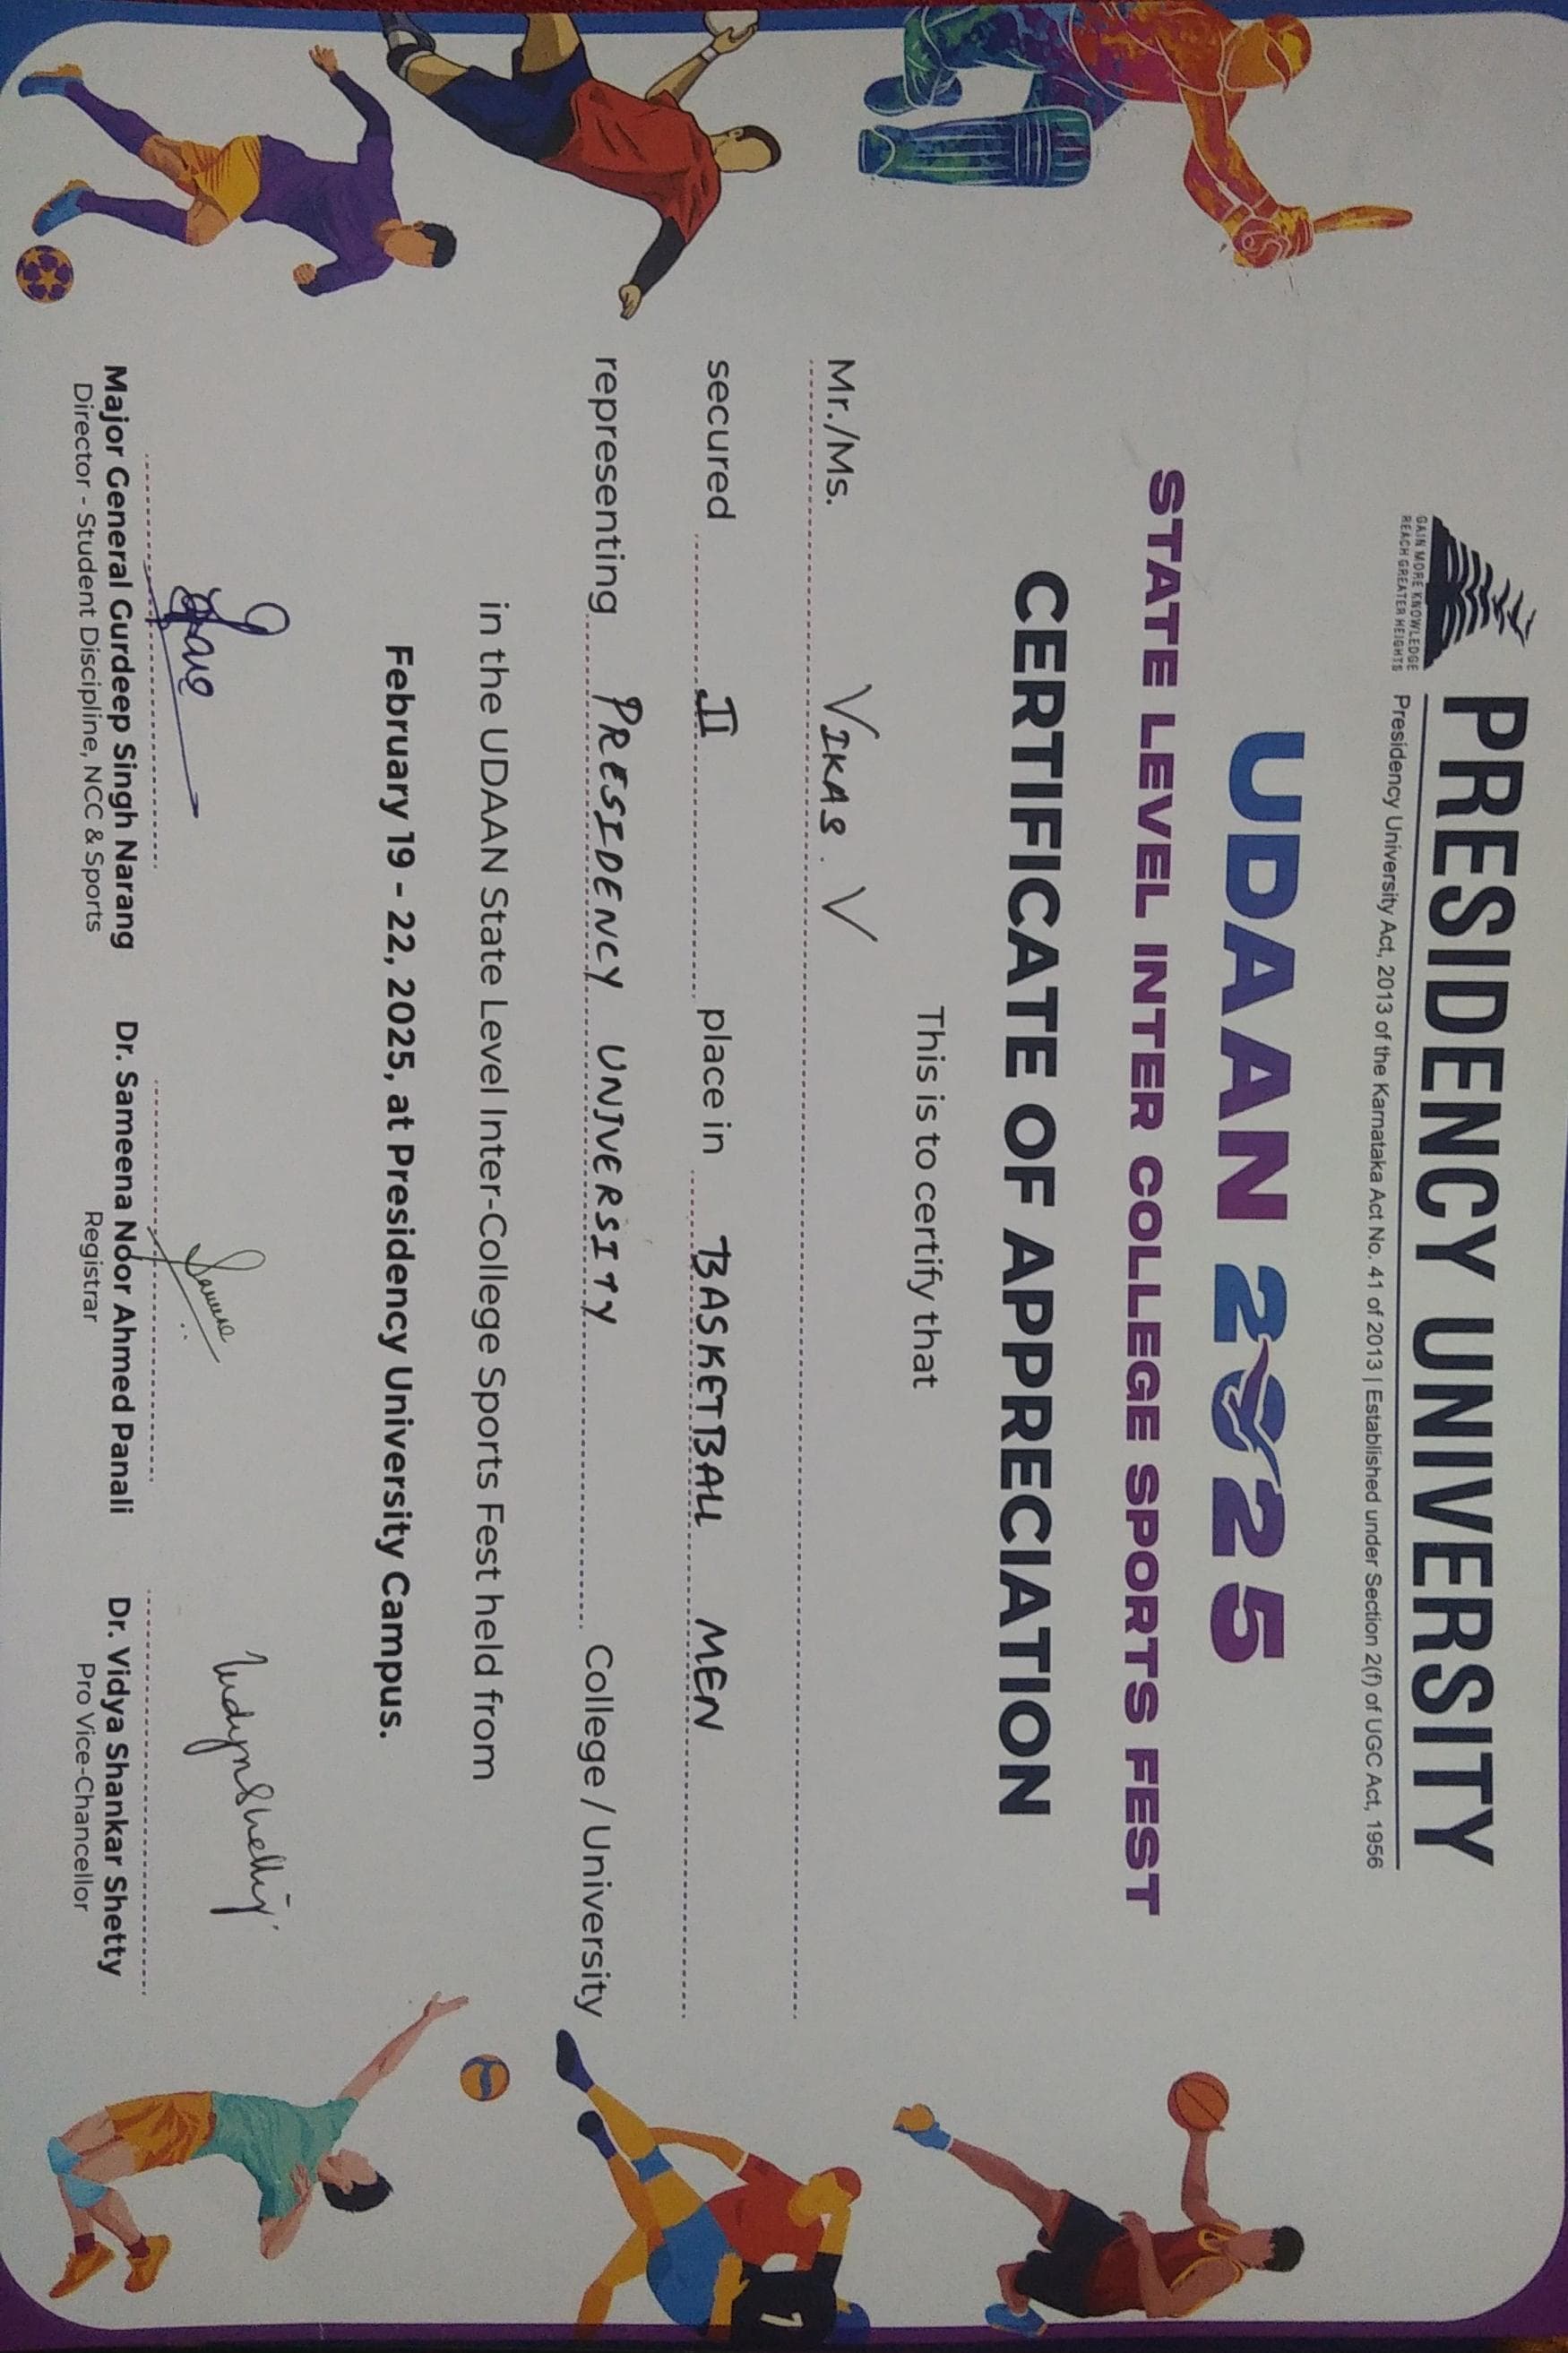 GAIN MORE KNOWLEDGE
REACH GREATER HEIGHTS
PRESIDENCY UNIVERSITY
Presidency University Act, 2013 of the Karnataka Act No. 41 of 2013 | Established under Section 2(f) of UGC Act, 1956
UDAAN 2025
STATE LEVEL INTER COLLEGE SPORTS FEST
CERTIFICATE OF APPRECIATION
This is to certify that
Mr./Ms. VIKAS. V
secured II place in BASKETBALL MEN
representing PRESIDENCY UNIVERSITY College / University
in the UDAAN State Level Inter-College Sports Fest held from
February 19 - 22, 2025, at Presidency University Campus.
VidyaShetty
Major General Gurdeep Singh Narang Dr. Sameena Noor Ahmed Panali Dr. Vidya Shankar Shetty
Director - Student Discipline, NCC & Sports Registrar Pro Vice-Chancellor
1